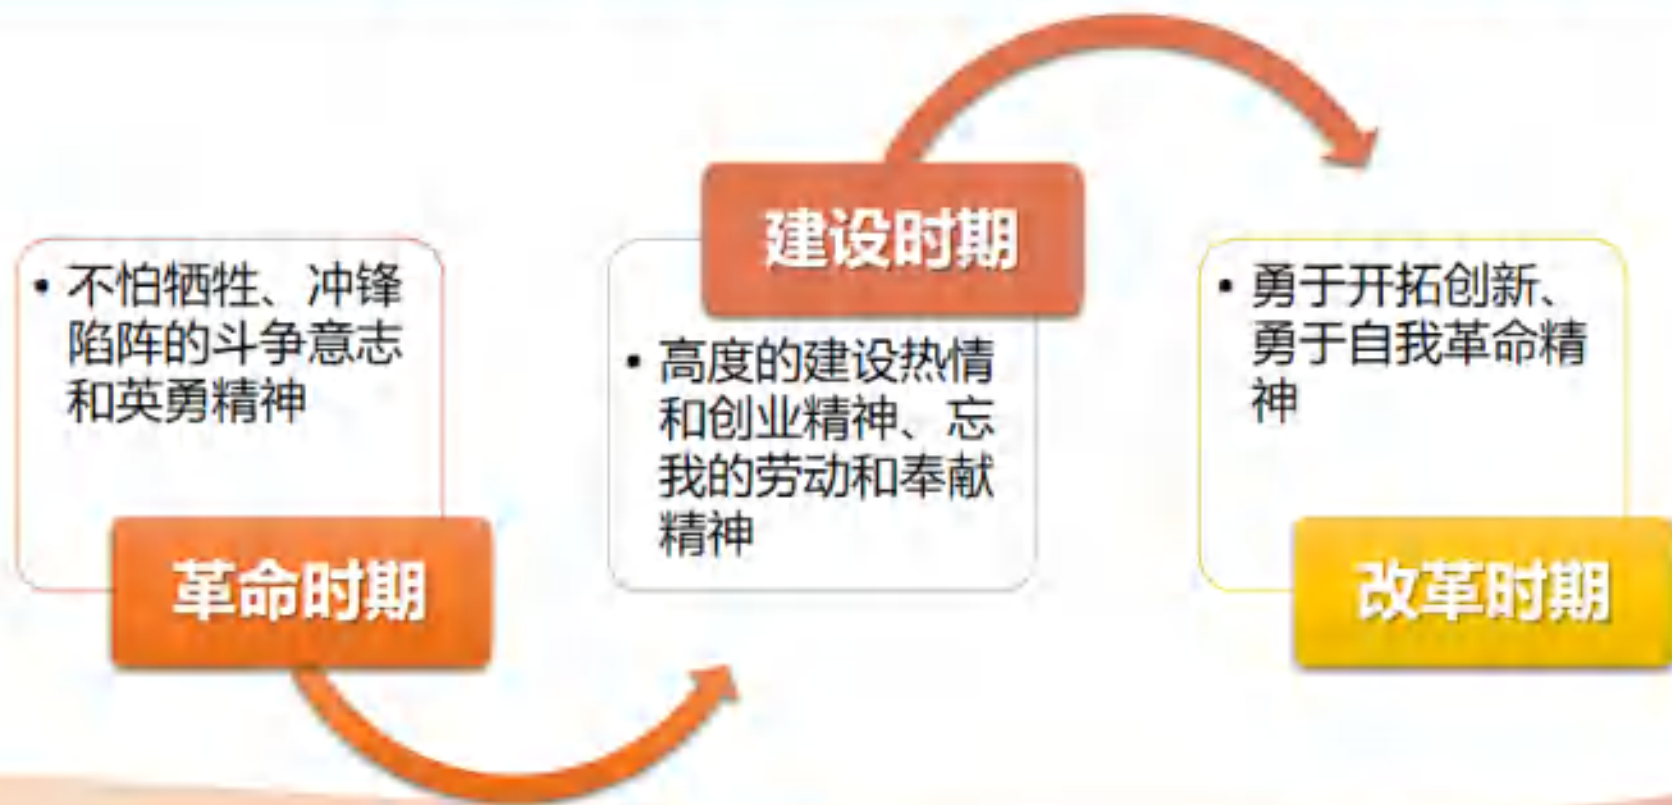 • 不怕牺牲、冲锋
陷阵的斗争意志
和英勇精神
革命时期
建设时期
• 高度的建设热情
和创业精神、忘
我的劳动和奉献
精神
• 勇于开拓创新、
勇于自我革命精
神
改革时期